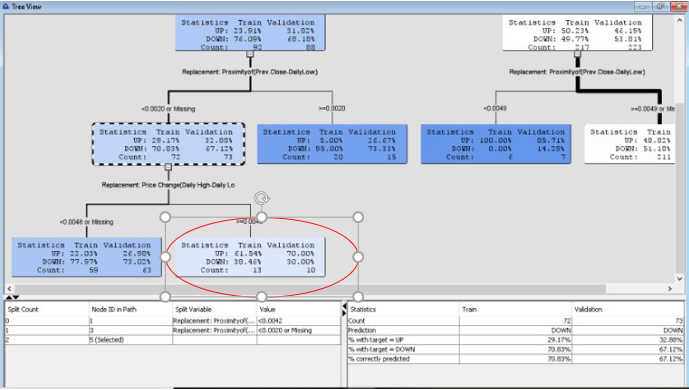 Tree View
Statistics Train Validation
UP: 23.91% 31.82%
DOWN: 76.09% 68.18%
Count: 92 88
Statistics Train Validation
UP: 50.23% 46.19%
DOWN: 49.77% 53.81%
Count: 217 223
Replacement: Proximityof(Prev.Close-DailyLow)
Replacement: Proximityof(Prev.Close-DailyLow)
<0.0020 or Missing
>=0.0020
<0.0049
>=0.0049 or Mis
Statistics Train Validation
UP: 29.17% 32.88%
DOWN: 70.83% 67.12%
Count: 72 73
Statistics Train Validation
UP: 5.00% 26.67%
DOWN: 95.00% 73.33%
Count: 20 15
Statistics Train Validation
UP: 100.00% 85.71%
DOWN: 0.00% 14.29%
Count: 6 7
Statistics Train
UP: 48.82%
DOWN: 51.18%
Count: 211
Replacement: Price Change(Daily High-Daily Lo
<0.0048 or Missing
Statistics Train Validation
UP: 22.03% 26.98%
DOWN: 77.97% 73.02%
Count: 59 63
Statistics Train Validation
UP: 61.54% 70.00%
DOWN: 38.46% 30.00%
Count: 13 10
Split Count Node ID in Path Split Variable Value
0 1 Replacement: Proximityof(... <0.0042
1 3 Replacement: Proximityof(... <0.0020 or Missing
2 5 (Selected)
Statistics Train Validation
Count 72 73
Prediction DOWN DOWN
% with target = UP 29.17% 32.88%
% with target = DOWN 70.83% 67.12%
% correctly predicted 70.83% 67.12%